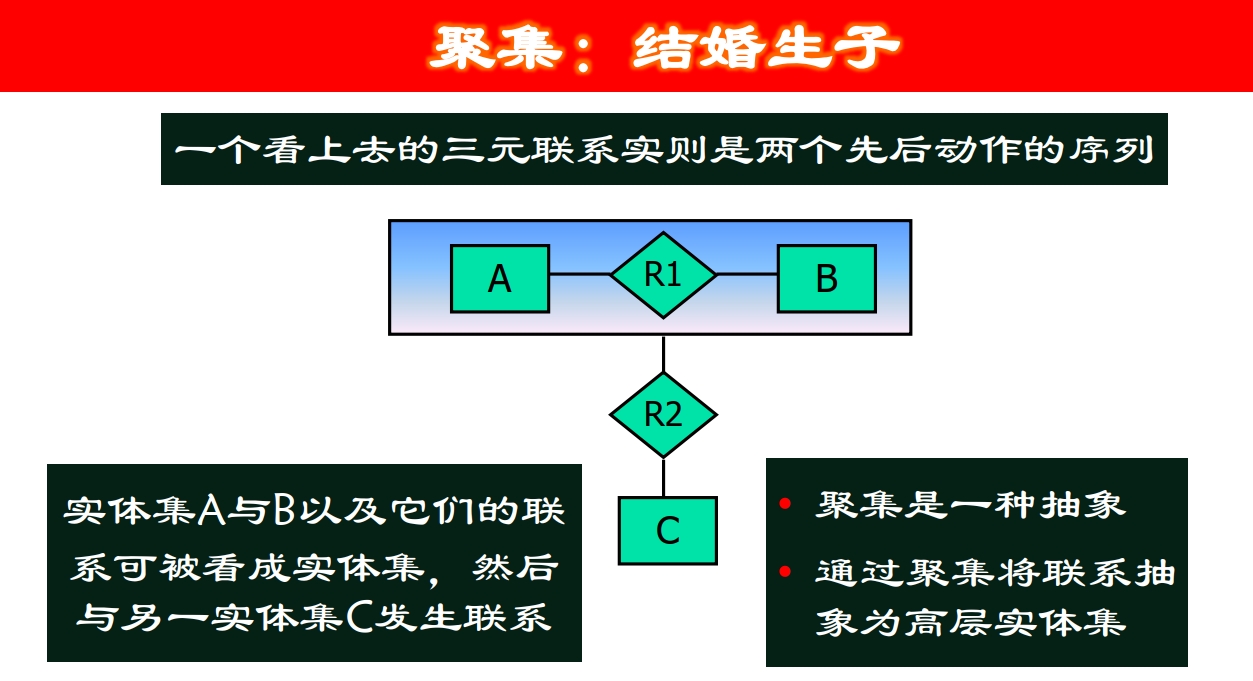 聚集：结婚生子
一个看上去的三元联系实则是两个先后动作的序列
A
R1
B
R2
C
实体集A与B以及它们的联
系可被看成实体集，然后
与另一实体集C发生联系
• 聚集是一种抽象
• 通过聚集将联系抽
象为高层实体集